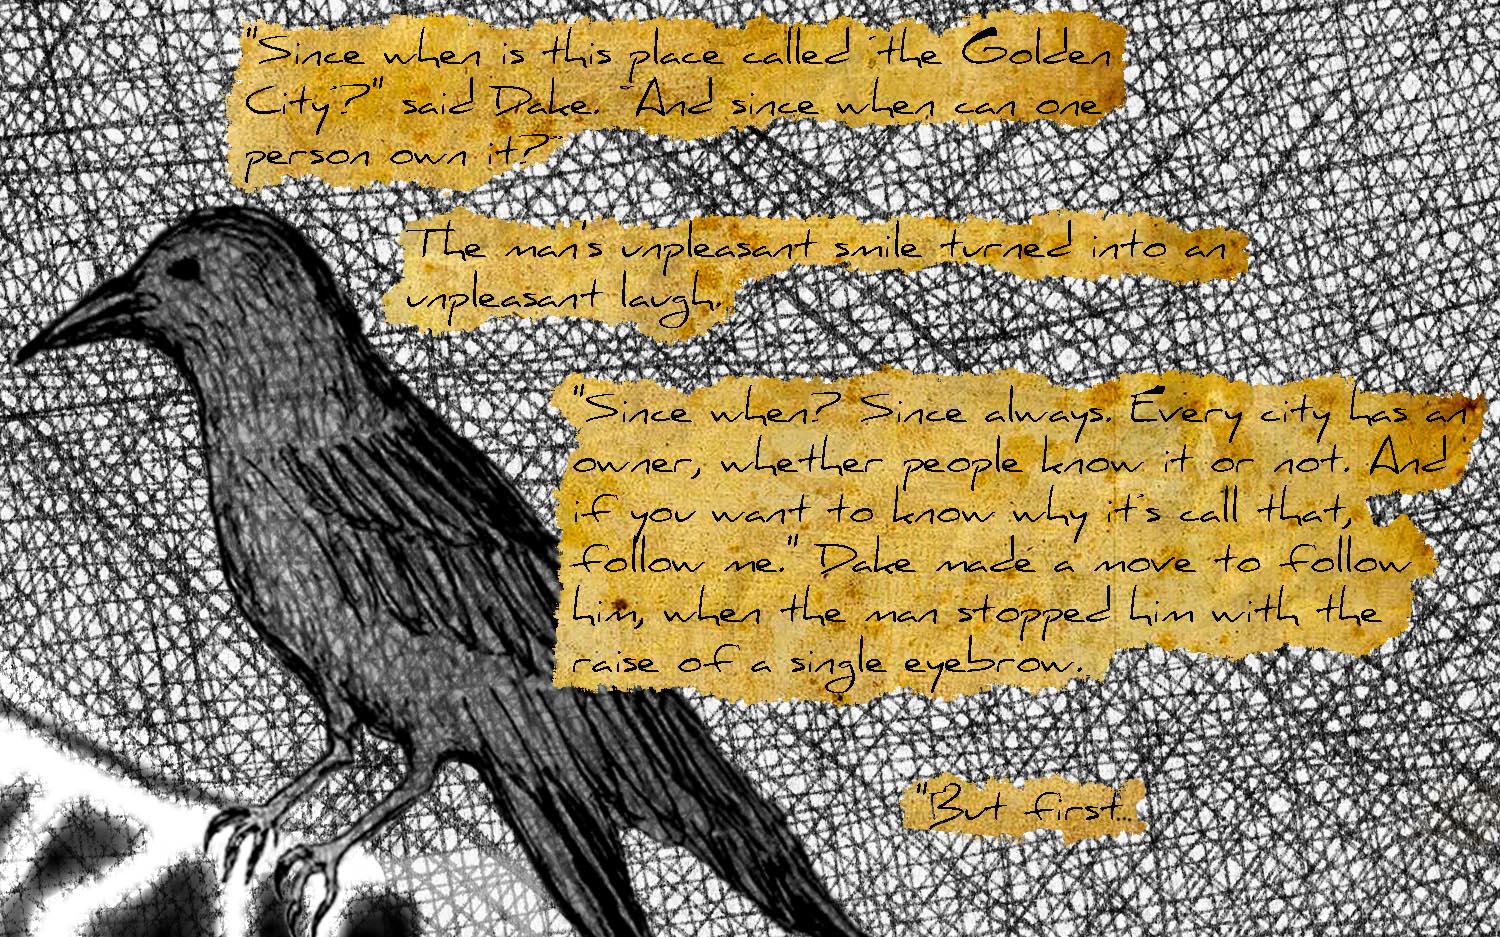 "Since when is this place called 'the Golden
City'?" said Dake. "And since when can one
person own it?"
The man's unpleasant smile turned into an
unpleasant laugh.
"Since when? Since always. Every city has an
owner, whether people know it or not. And
if you want to know why it's call that,
follow me." Dake made a move to follow
him, when the man stopped him with the
raise of a single eyebrow.
"But first...